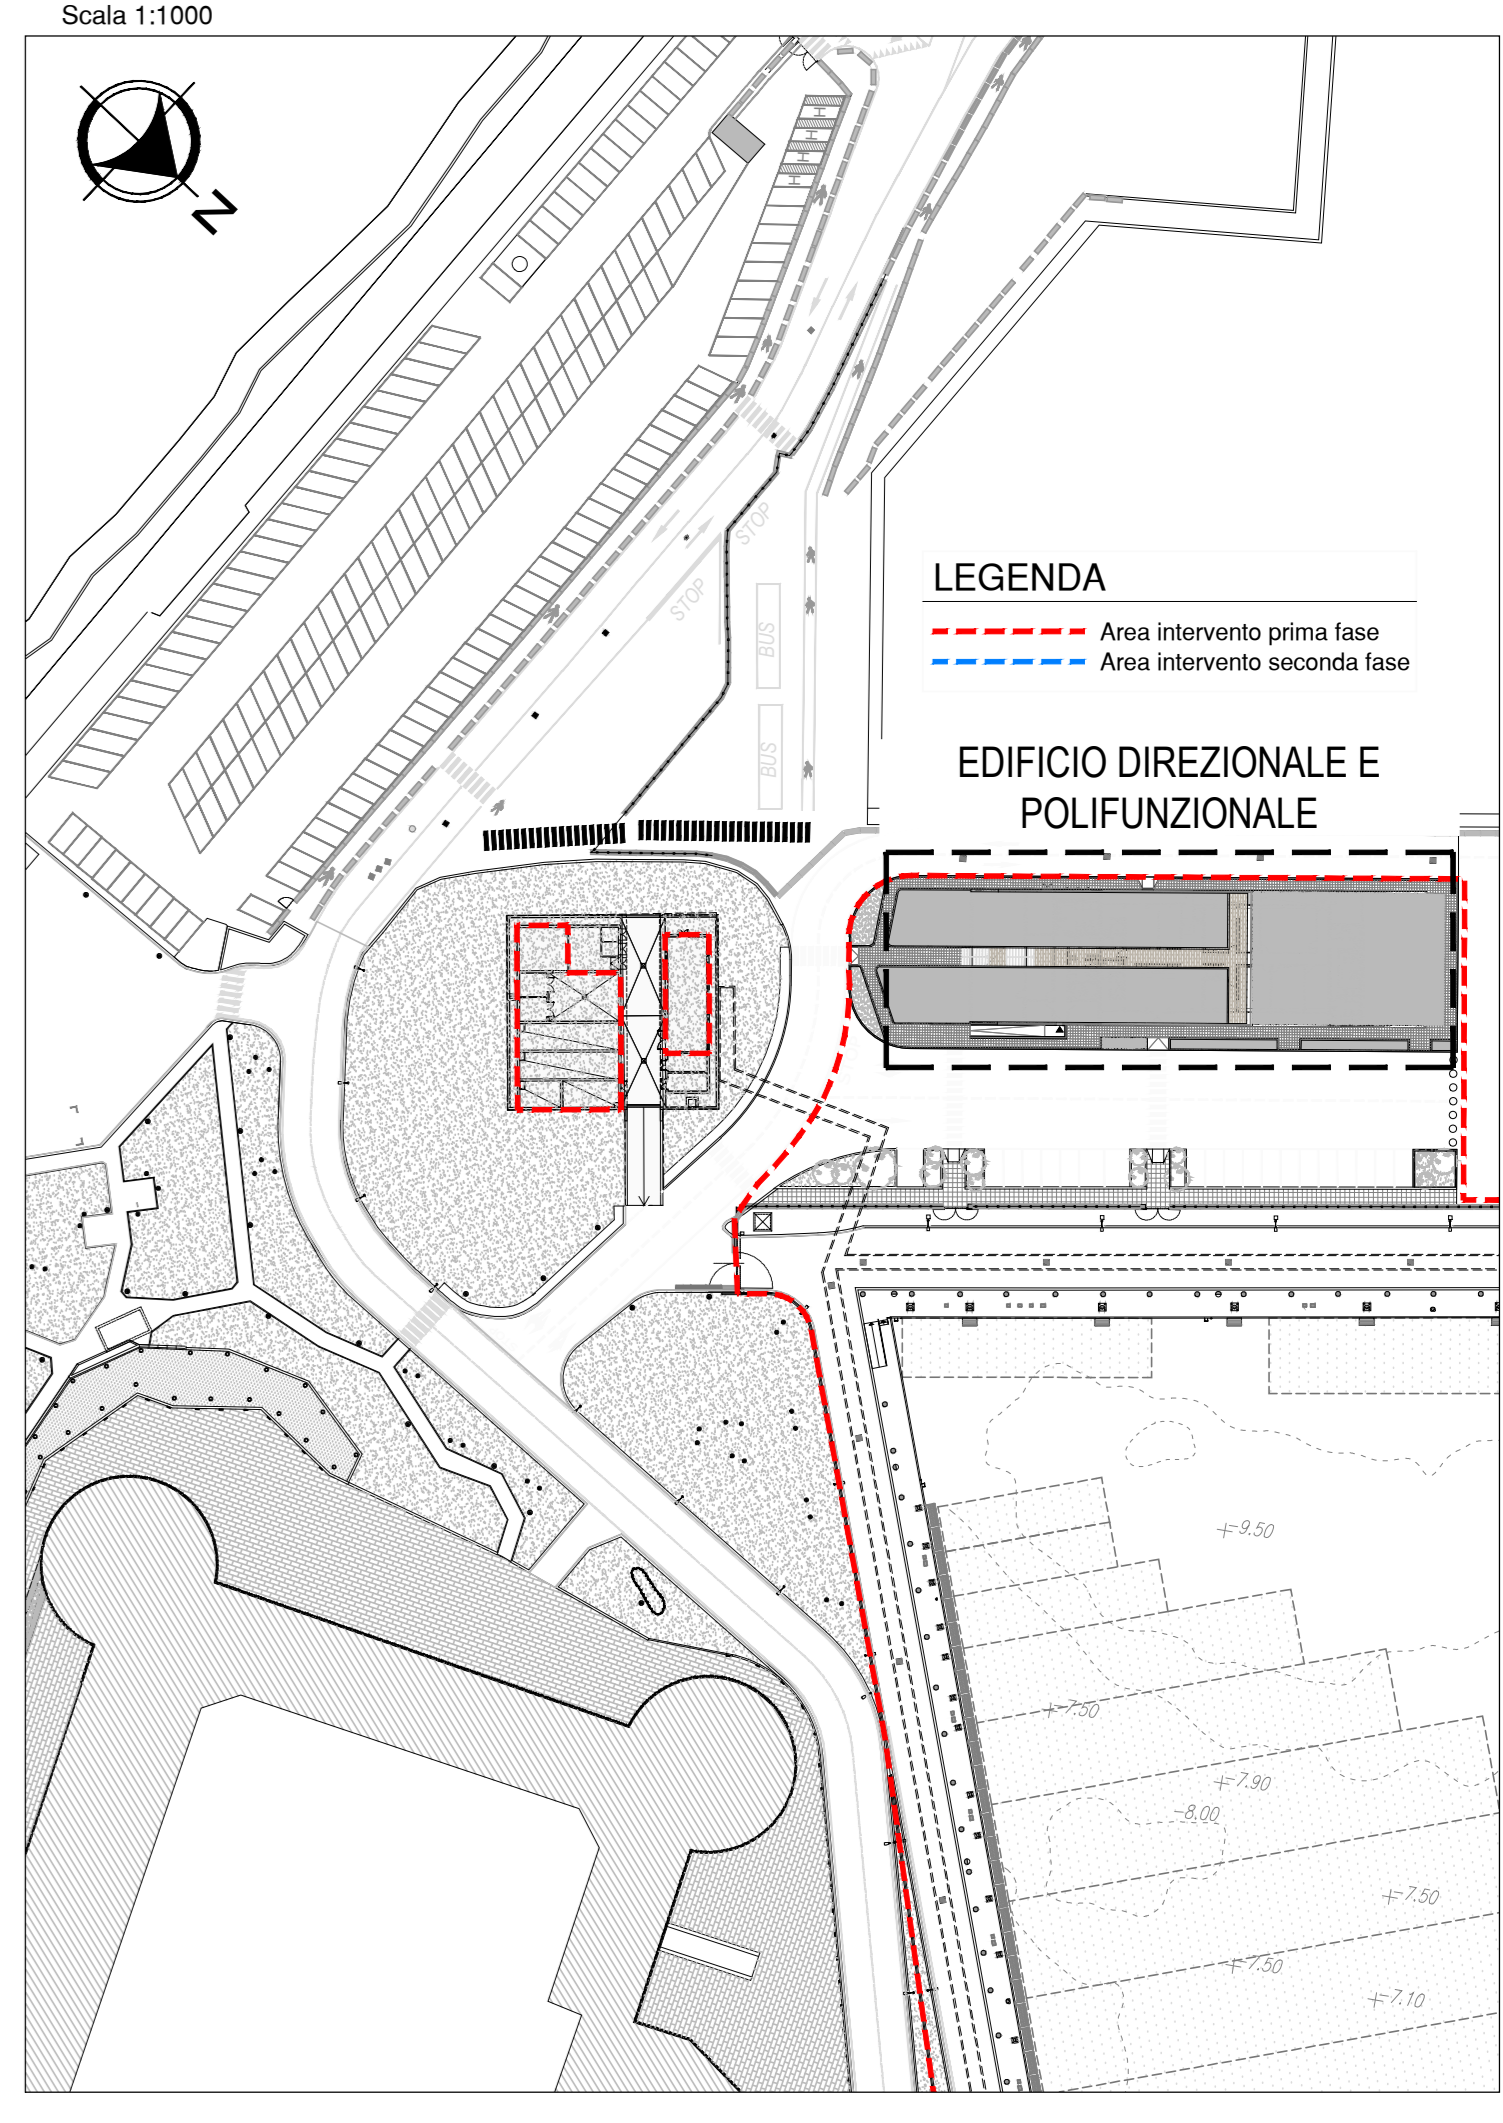 Scala 1:1000
N
H
H
H
H
STOP
STOP
BUS
BUS
LEGENDA
Area intervento prima fase
Area intervento seconda fase
EDIFICIO DIREZIONALE E
POLIFUNZIONALE
-9.50
-7.50
-7.90
-8.00
-7.50
-7.50
-7.10